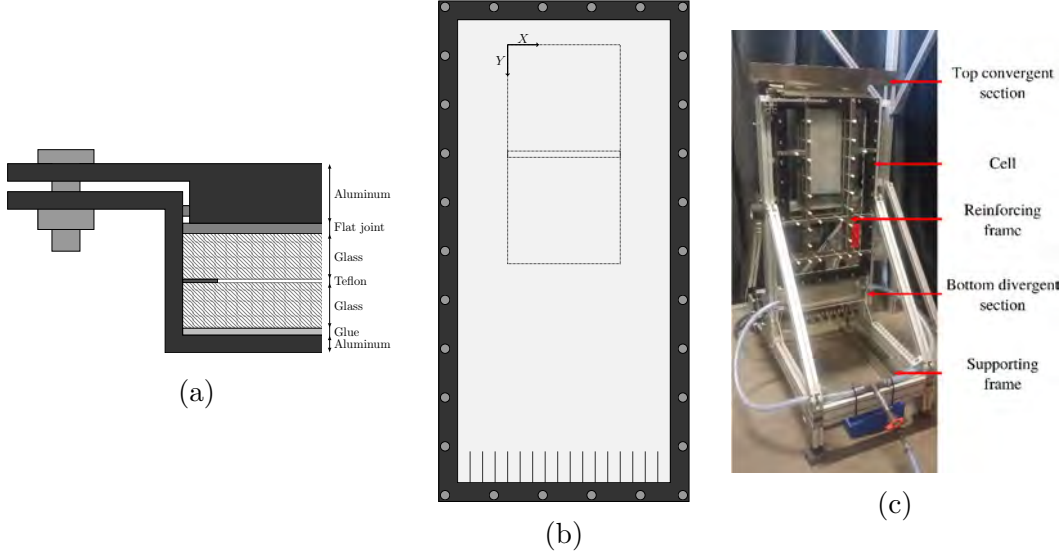 Aluminum
Flat joint
Glass
Teflon
Glass
Glue
Aluminum
(a)
X
Y
(b)
Top convergent
section
Cell
Reinforcing
frame
Bottom divergent
section
Supporting
frame
(c)